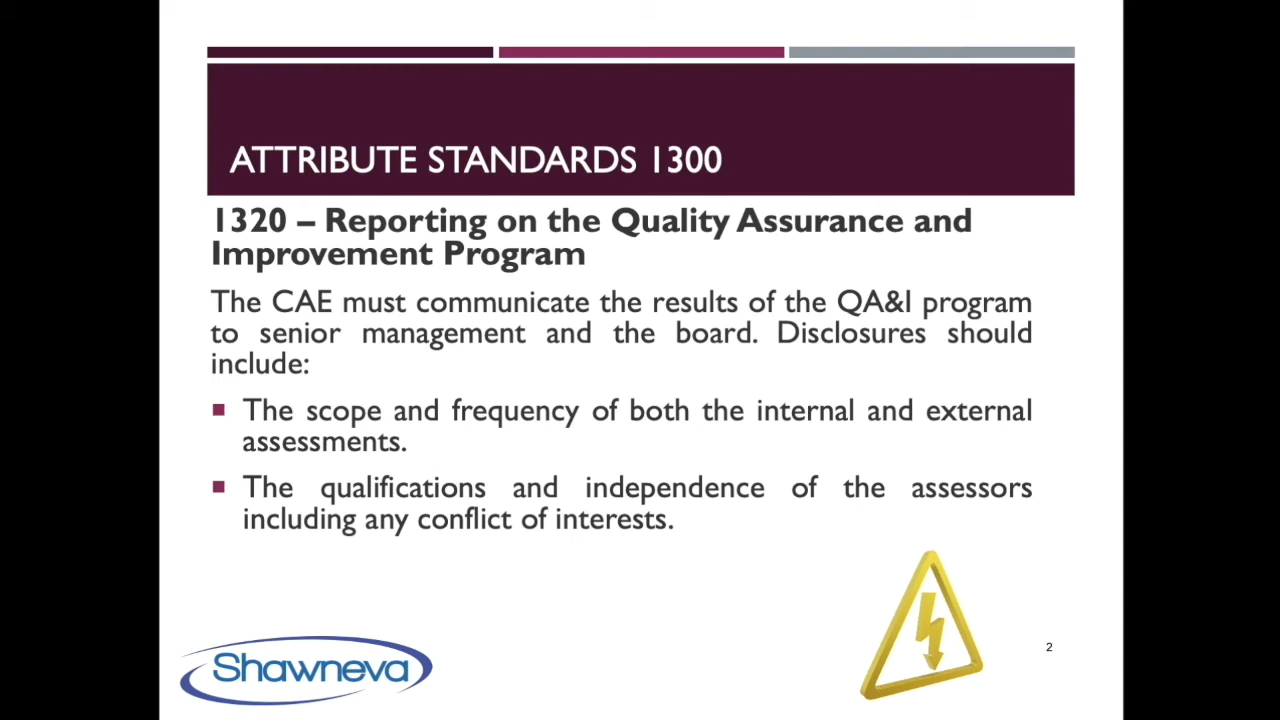 ATTRIBUTE STANDARDS 1300
1320 – Reporting on the Quality Assurance and
Improvement Program
The CAE must communicate the results of the QA&I program
to senior management and the board. Disclosures should
include:
The scope and frequency of both the internal and external
assessments.
The qualifications and independence of the assessors
including any conflict of interests.
Shawneva
2